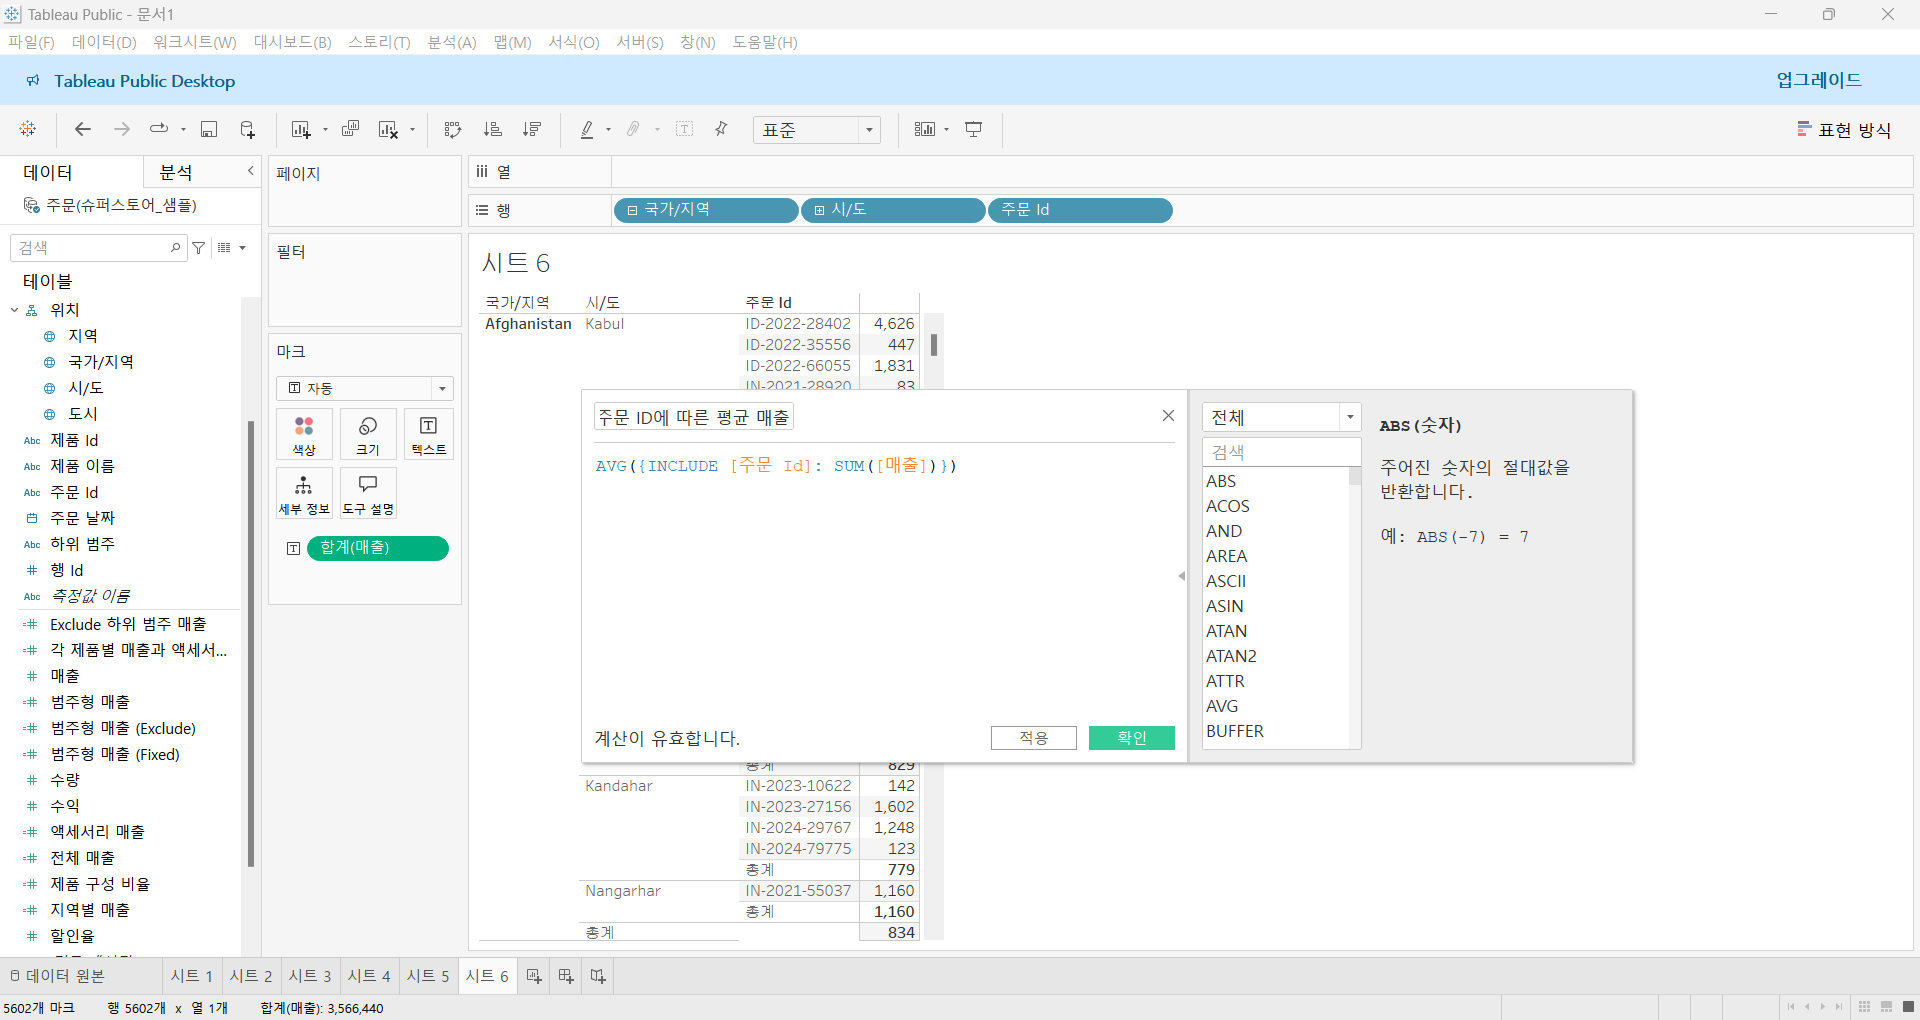 Tableau Public - 문서1
파일(F) 데이터(D) 워크시트(W) 대시보드(B) 스토리(T) 분석(A) 맵(M) 서식(O) 서버(S) 창(N) 도움말(H)
Tableau Public Desktop 업그레이드
표준 표현 방식
데이터 분석
주문(슈퍼스토어_샘플)
검색
테이블
위치
지역
국가/지역
시/도
도시
Abc 제품 Id
Abc 제품 이름
Abc 주문 Id
주문 날짜
Abc 하위 범주
행 Id
Abc 측정값 이름
Exclude 하위 범주 매출
각 제품별 매출과 액세서...
매출
범주형 매출
범주형 매출 (Exclude)
범주형 매출 (Fixed)
수량
수익
액세서리 매출
전체 매출
제품 구성 비율
지역별 매출
할인율
페이지
필터
마크
자동
색상 크기 텍스트
세부 정보 도구 설명
합계(매출)
열
행 국가/지역 시/도 주문 Id
시트 6
국가/지역 시/도 주문 Id
Afghanistan Kabul ID-2022-28402 4,626
ID-2022-35556 447
ID-2022-66055 1,831
IN-2021-28920 83
주문 ID에 따른 평균 매출
AVG({INCLUDE [주문 Id]: SUM([매출])})
계산이 유효합니다.
적용 확인
전체
검색
ABS
ACOS
AND
AREA
ASCII
ASIN
ATAN
ATAN2
ATTR
AVG
BUFFER
ABS(숫자)
주어진 숫자의 절대값을
반환합니다.
예: ABS(-7) = 7
총계 829
Kandahar IN-2023-10622 142
IN-2023-27156 1,602
IN-2024-29767 1,248
IN-2024-79775 123
총계 779
Nangarhar IN-2021-55037 1,160
총계 1,160
총계 834
데이터 원본 시트 1 시트 2 시트 3 시트 4 시트 5 시트 6
5602개 마크 행 5602개 x 열 1개 합계(매출): 3,566,440